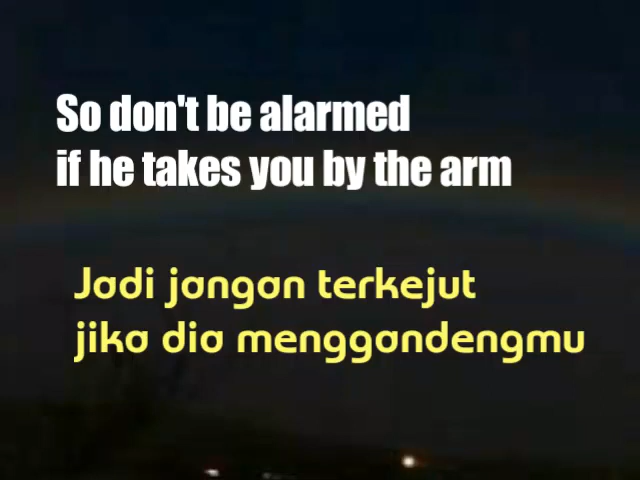 So don't be alarmed
if he takes you by the arm
Jadi jangan terkejut
jika dia menggandengmu